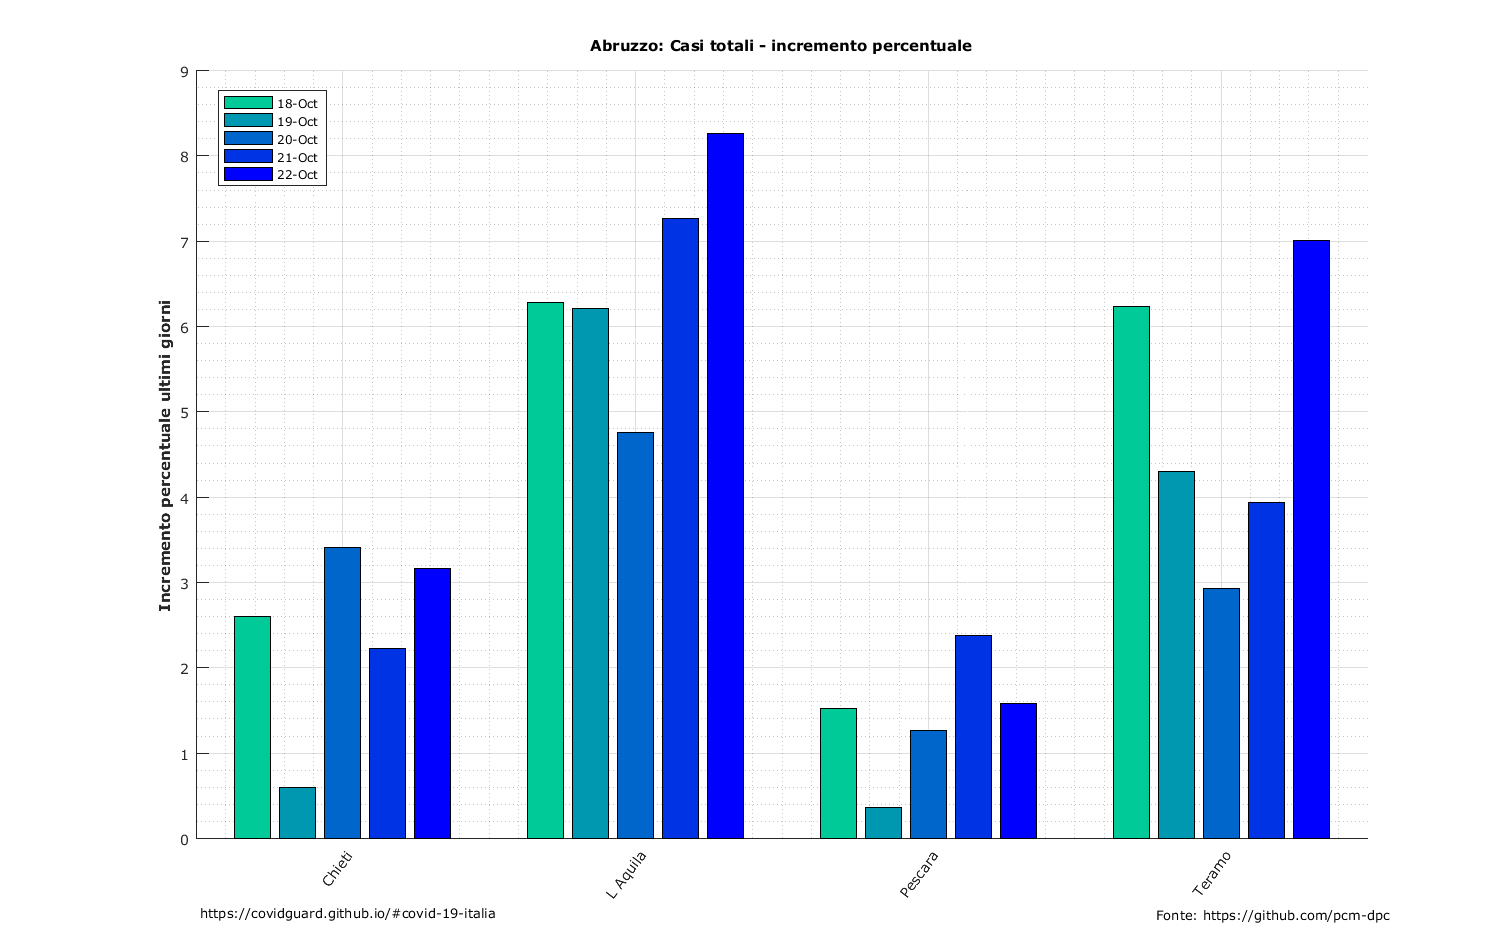 Abruzzo: Casi totali - incremento percentuale
18-Oct
19-Oct
20-Oct
21-Oct
22-Oct
Incremento percentuale ultimi giorni
9
8
7
6
5
4
3
2
1
0
Chieti
L Aquila
Pescara
Teramo
https://covidguard.github.io/#covid-19-italia
Fonte: https://github.com/pcm-dpc